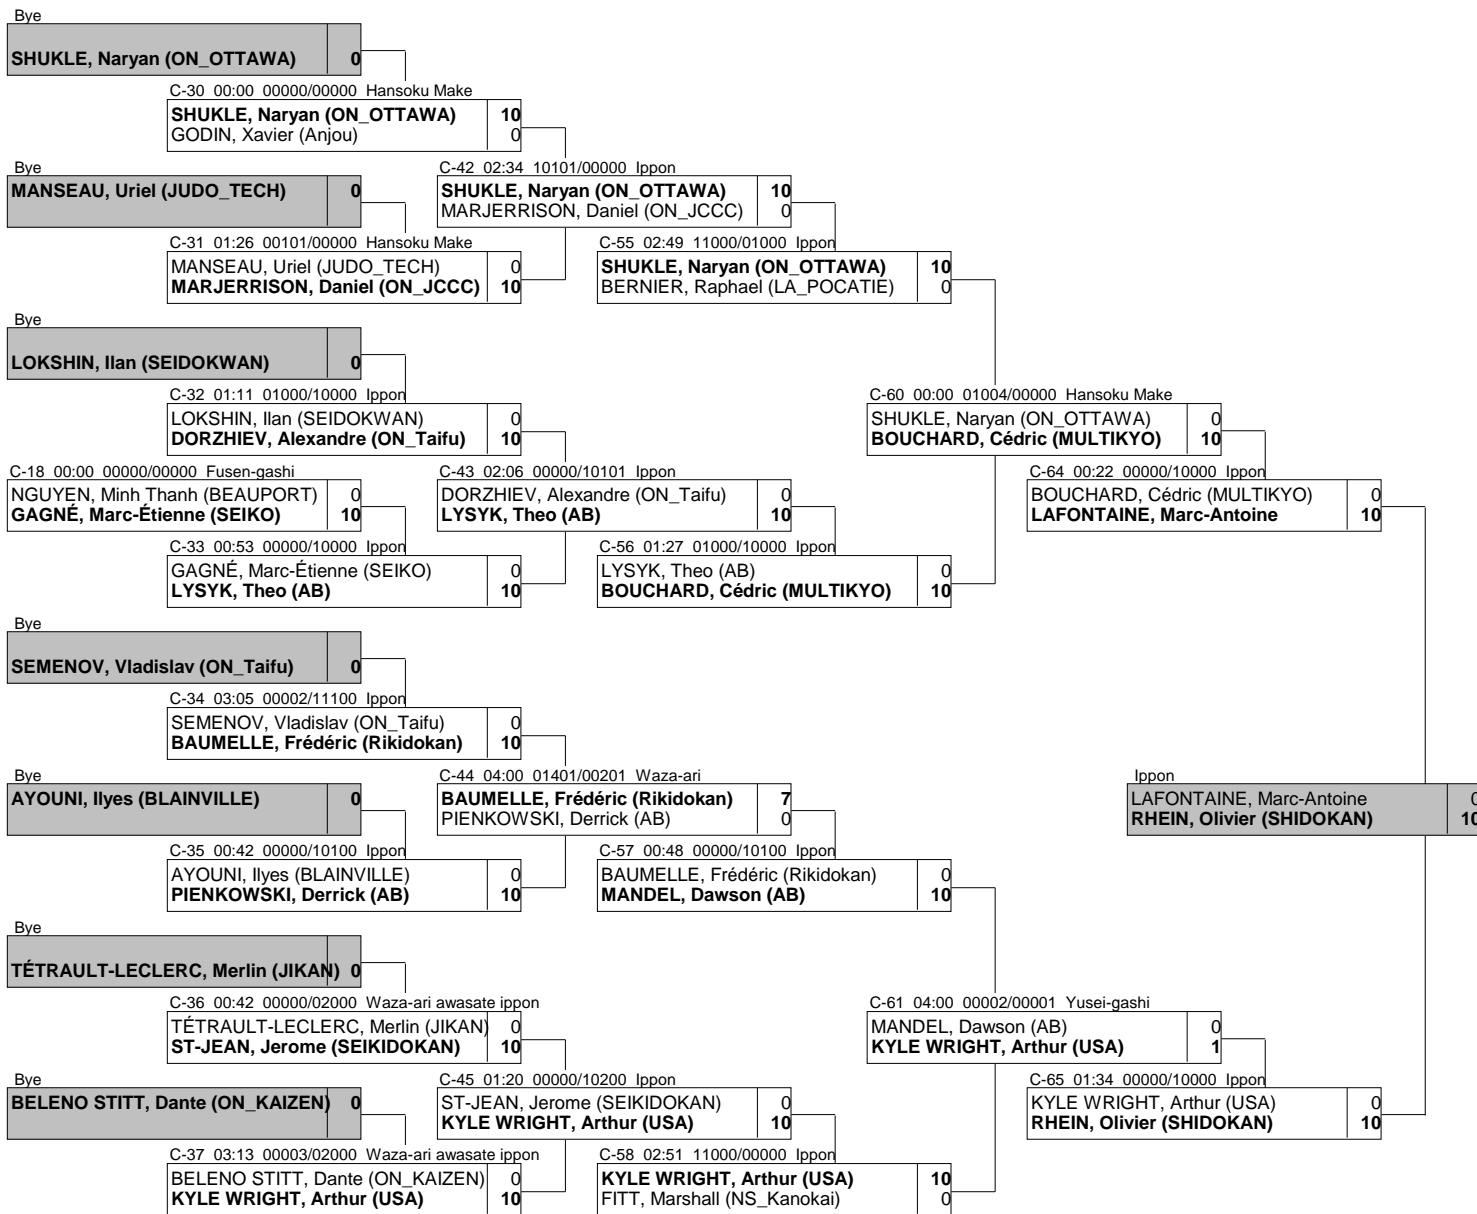 Bye
SHUKLE, Naryan (ON_OTTAWA) 0
C-30 00:00 00000/00000 Hansoku Make
SHUKLE, Naryan (ON_OTTAWA) 10
GODIN, Xavier (Anjou) 0
Bye
MANSEAU, Uriel (JUDO_TECH) 0
C-42 02:34 10101/00000 Ippon
SHUKLE, Naryan (ON_OTTAWA) 10
MARJERRISON, Daniel (ON_JCCC) 0
C-31 01:26 00101/00000 Hansoku Make
MANSEAU, Uriel (JUDO_TECH) 0
MARJERRISON, Daniel (ON_JCCC) 10
C-55 02:49 11000/01000 Ippon
SHUKLE, Naryan (ON_OTTAWA) 10
BERNIER, Raphael (LA_POCATIE) 0
Bye
LOKSHIN, Ilan (SEIDOKWAN) 0
C-32 01:11 01000/10000 Ippon
LOKSHIN, Ilan (SEIDOKWAN) 0
DORZHIEV, Alexandre (ON_Taifu) 10
C-60 00:00 01004/00000 Hansoku Make
SHUKLE, Naryan (ON_OTTAWA) 0
BOUCHARD, Cédric (MULTIKYO) 10
C-18 00:00 00000/00000 Fusen-gashi
NGUYEN, Minh Thanh (BEAUPORT) 0
GAGNÉ, Marc-Étienne (SEIKO) 10
C-43 02:06 00000/10101 Ippon
DORZHIEV, Alexandre (ON_Taifu) 0
LYSYK, Theo (AB) 10
C-64 00:22 00000/10000 Ippon
BOUCHARD, Cédric (MULTIKYO) 0
LAFONTAINE, Marc-Antoine 10
C-33 00:53 00000/10000 Ippon
GAGNÉ, Marc-Étienne (SEIKO) 0
LYSYK, Theo (AB) 10
C-56 01:27 01000/10000 Ippon
LYSYK, Theo (AB) 0
BOUCHARD, Cédric (MULTIKYO) 10
Bye
SEMENOV, Vladislav (ON_Taifu) 0
C-34 03:05 00002/11100 Ippon
SEMENOV, Vladislav (ON_Taifu) 0
BAUMELLE, Frédéric (Rikidokan) 10
Bye
AYOUNI, Ilyes (BLAINVILLE) 0
C-44 04:00 01401/00201 Waza-ari
BAUMELLE, Frédéric (Rikidokan) 7
PIENKOWSKI, Derrick (AB) 0
Ippon
LAFONTAINE, Marc-Antoine 0
RHEIN, Olivier (SHIDOKAN) 10
C-35 00:42 00000/10100 Ippon
AYOUNI, Ilyes (BLAINVILLE) 0
PIENKOWSKI, Derrick (AB) 10
C-57 00:48 00000/10100 Ippon
BAUMELLE, Frédéric (Rikidokan) 0
MANDEL, Dawson (AB) 10
Bye
TÉTRAULT-LECLERC, Merlin (JIKAN) 0
C-36 00:42 00000/02000 Waza-ari awasate ippon
TÉTRAULT-LECLERC, Merlin (JIKAN) 0
ST-JEAN, Jerome (SEIKIDOKAN) 10
C-61 04:00 00002/00001 Yusei-gashi
MANDEL, Dawson (AB) 0
KYLE WRIGHT, Arthur (USA) 1
Bye
BELENO STITT, Dante (ON_KAIZEN) 0
C-45 01:20 00000/10200 Ippon
ST-JEAN, Jerome (SEIKIDOKAN) 0
KYLE WRIGHT, Arthur (USA) 10
C-65 01:34 00000/10000 Ippon
KYLE WRIGHT, Arthur (USA) 0
RHEIN, Olivier (SHIDOKAN) 10
C-37 03:13 00003/02000 Waza-ari awasate ippon
BELENO STITT, Dante (ON_KAIZEN) 0
KYLE WRIGHT, Arthur (USA) 10
C-58 02:51 11000/00000 Ippon
KYLE WRIGHT, Arthur (USA) 10
FITT, Marshall (NS_Kanokai) 0